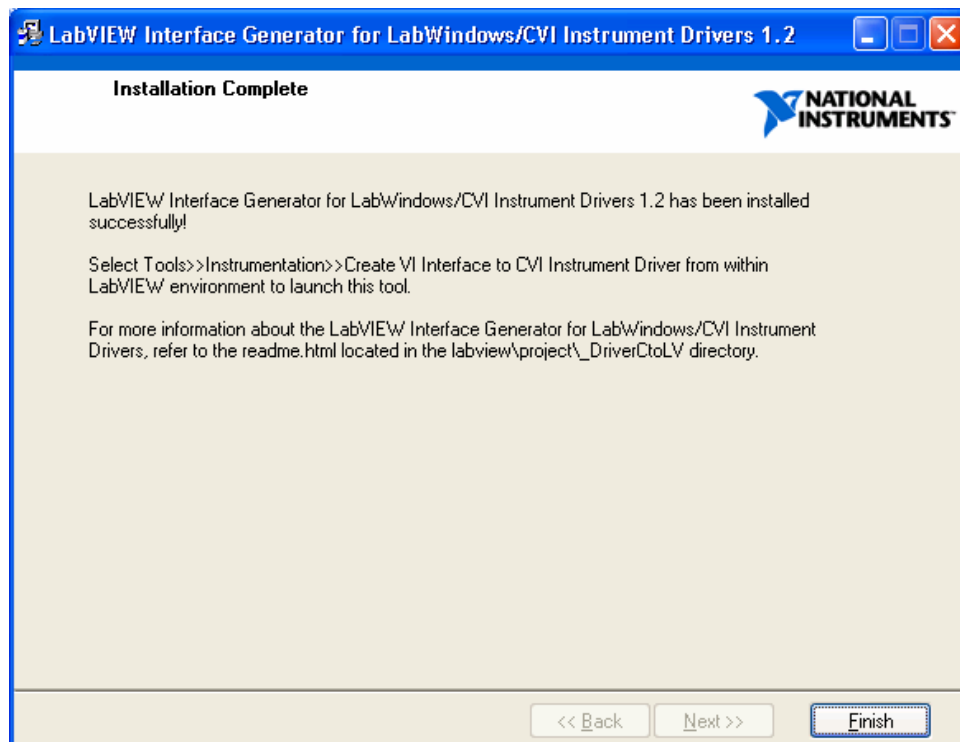 LabVIEW Interface Generator for LabWindows/CVI Instrument Drivers 1.2
Installation Complete
NATIONAL
INSTRUMENTS™
LabVIEW Interface Generator for LabWindows/CVI Instrument Drivers 1.2 has been installed
successfully!
Select Tools>>Instrumentation>>Create VI Interface to CVI Instrument Driver from within
LabVIEW environment to launch this tool.
For more information about the LabVIEW Interface Generator for LabWindows/CVI Instrument
Drivers, refer to the readme.html located in the labview\project\_DriverCtoLV directory.
<< Back Next >> Finish